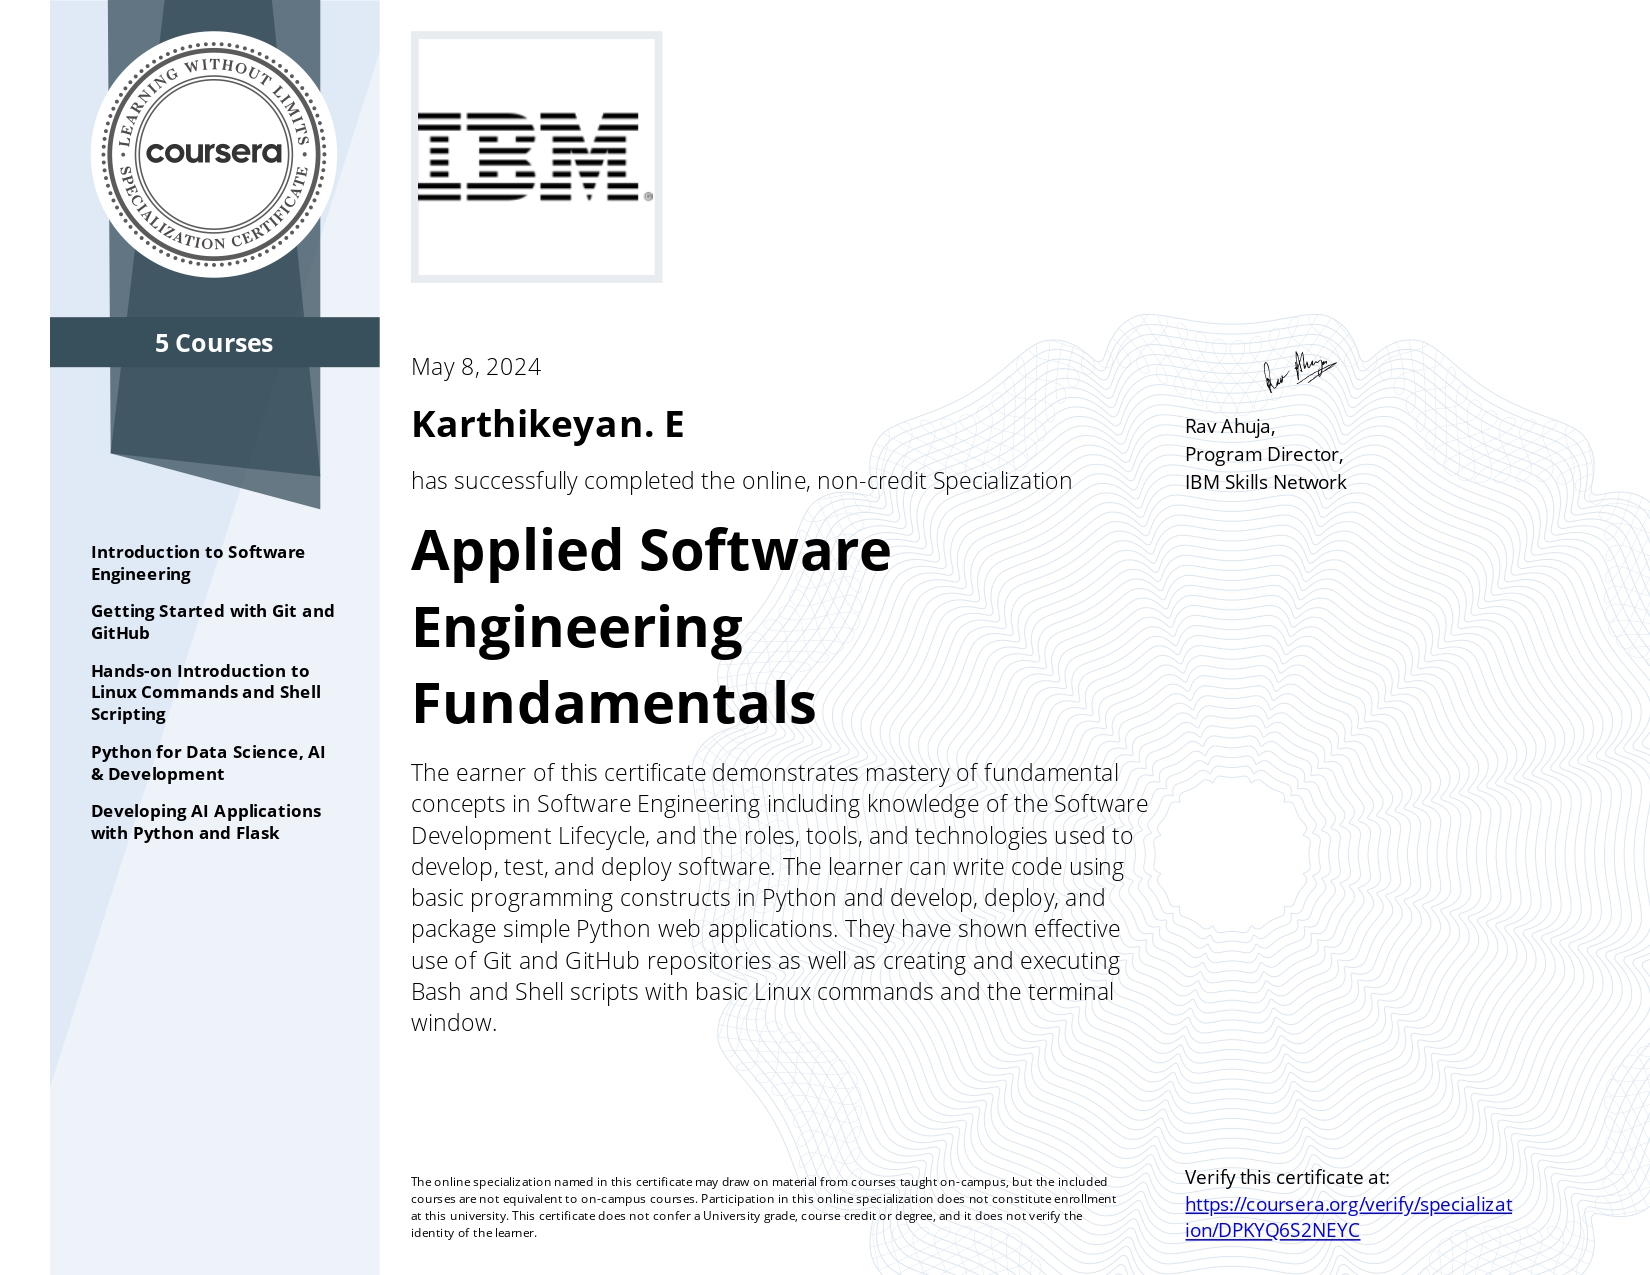 LEARNING WITHOUT LIMITS
coursera
SPECIALIZATION CERTIFICATE
5 Courses
Introduction to Software
Engineering
Getting Started with Git and
GitHub
Hands-on Introduction to
Linux Commands and Shell
Scripting
Python for Data Science, AI
& Development
Developing AI Applications
with Python and Flask
IBM®
May 8, 2024
Karthikeyan. E
has successfully completed the online, non-credit Specialization
Applied Software
Engineering
Fundamentals
The earner of this certificate demonstrates mastery of fundamental
concepts in Software Engineering including knowledge of the Software
Development Lifecycle, and the roles, tools, and technologies used to
develop, test, and deploy software. The learner can write code using
basic programming constructs in Python and develop, deploy, and
package simple Python web applications. They have shown effective
use of Git and GitHub repositories as well as creating and executing
Bash and Shell scripts with basic Linux commands and the terminal
window.
Rav Ahuja
Rav Ahuja,
Program Director,
IBM Skills Network
The online specialization named in this certificate may draw on material from courses taught on-campus, but the included
courses are not equivalent to on-campus courses. Participation in this online specialization does not constitute enrollment
at this university. This certificate does not confer a University grade, course credit or degree, and it does not verify the
identity of the learner.
Verify this certificate at:
https://coursera.org/verify/specializat
ion/DPKYQ6S2NEYC